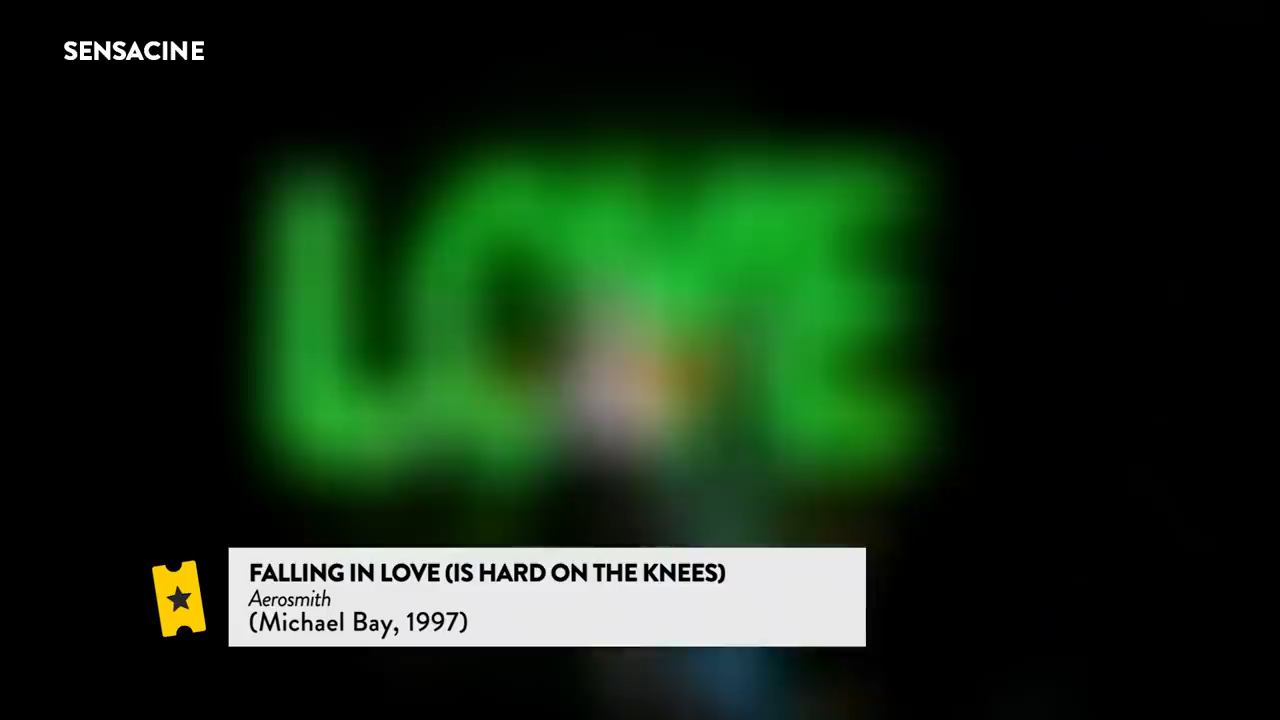 SENSACINE
LOVE
FALLING IN LOVE (IS HARD ON THE KNEES)
Aerosmith
(Michael Bay, 1997)